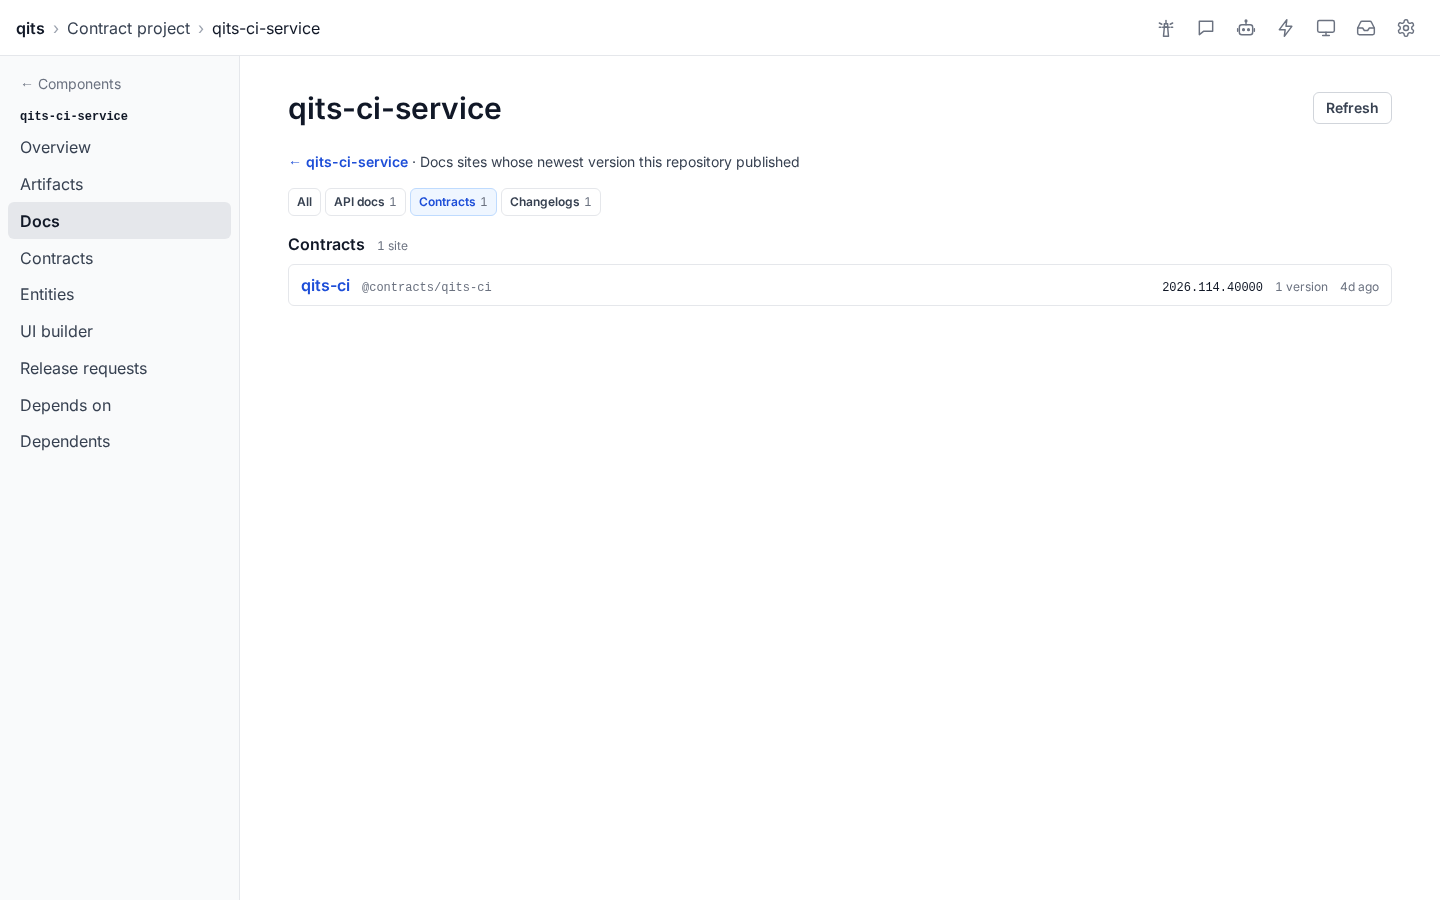 qits › Contract project › qits-ci-service
← Components
qits-ci-service
Overview
Artifacts
Docs
Contracts
Entities
UI builder
Release requests
Depends on
Dependents
qits-ci-service
Refresh
← qits-ci-service · Docs sites whose newest version this repository published
All API docs 1 Contracts 1 Changelogs 1
Contracts 1 site
qits-ci @contracts/qits-ci 2026.114.40000 1 version 4d ago